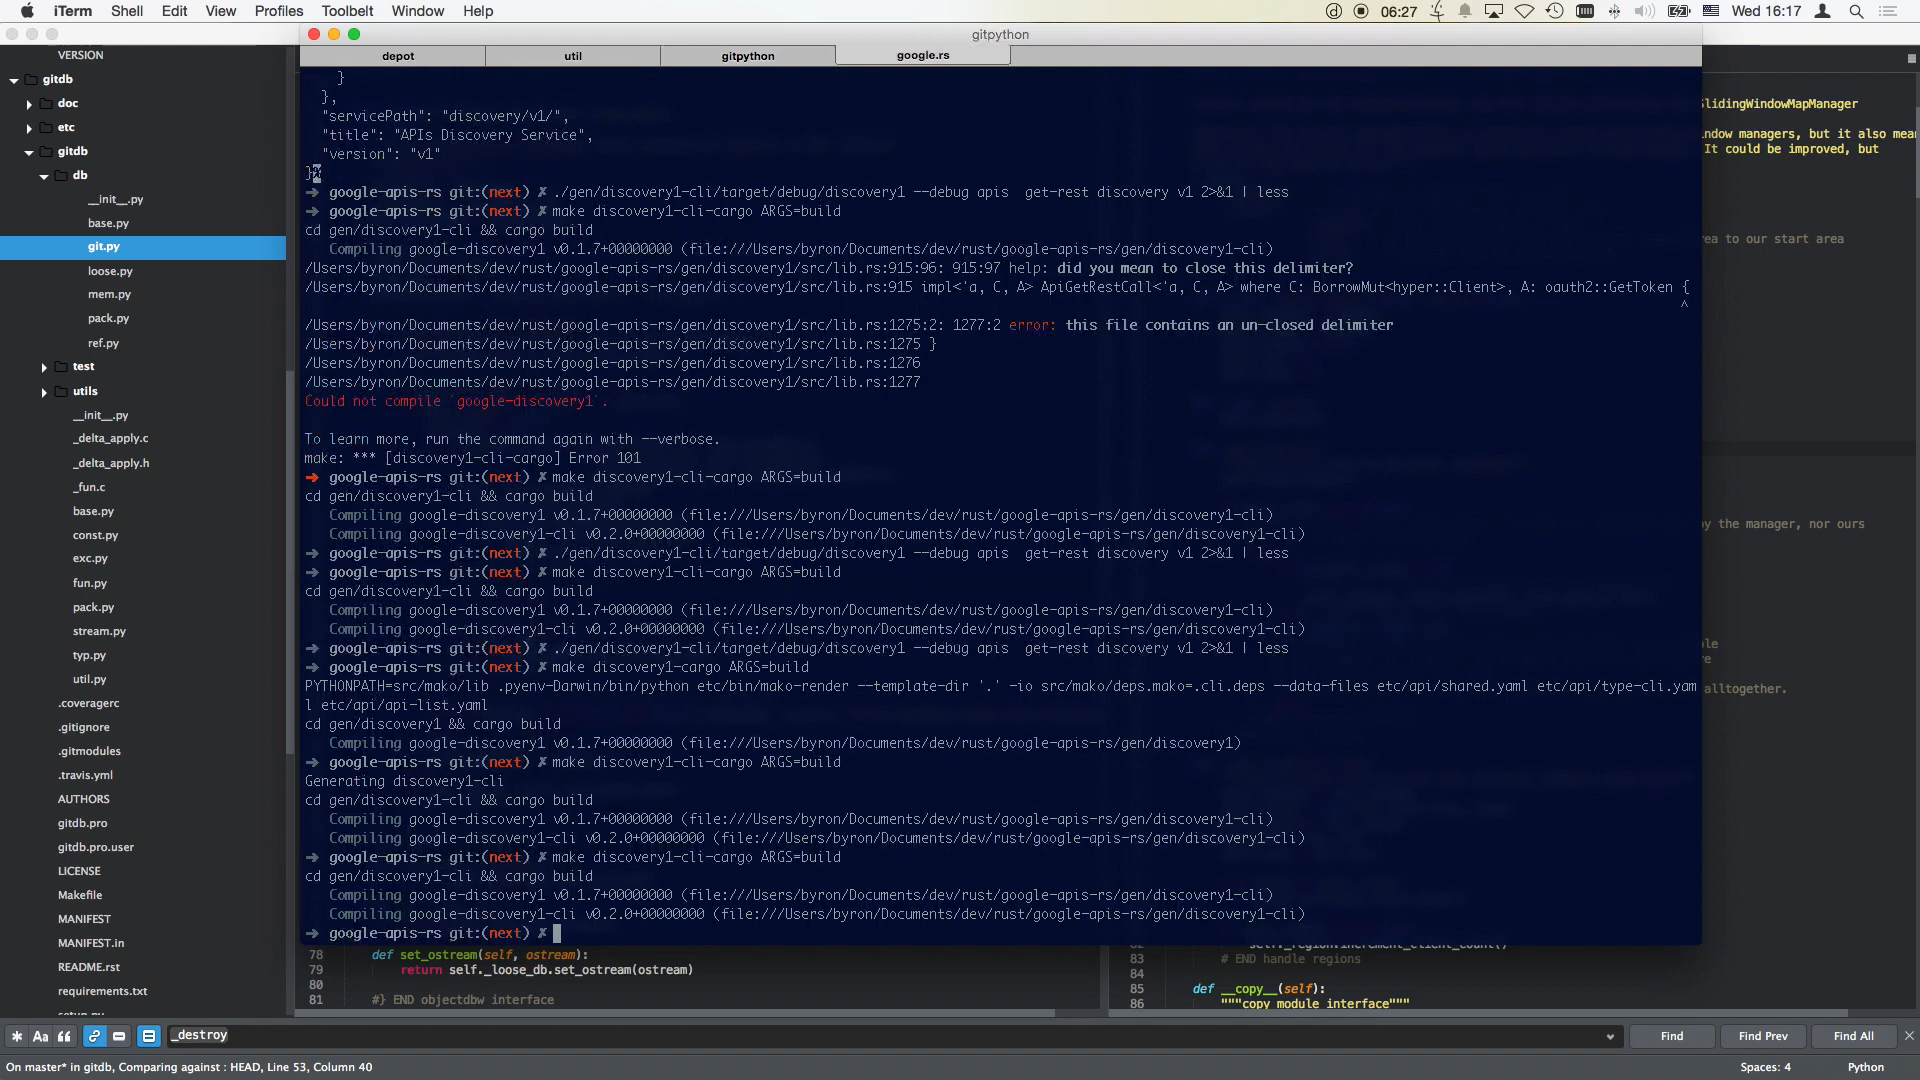 iTerm Shell Edit View Profiles Toolbelt Window Help 06:27 Wed 16:17
gitpython
depot util gitpython google.rs
VERSION
gitdb
doc
etc
gitdb
db
__init__.py
base.py
git.py
loose.py
mem.py
pack.py
ref.py
test
utils
__init__.py
_delta_apply.c
_delta_apply.h
_fun.c
base.py
const.py
exc.py
fun.py
pack.py
stream.py
typ.py
util.py
.coveragerc
.gitignore
.gitmodules
.travis.yml
AUTHORS
gitdb.pro
gitdb.pro.user
LICENSE
Makefile
MANIFEST
MANIFEST.in
README.rst
requirements.txt
setup.py
}
},
"servicePath": "discovery/v1/",
"title": "APIs Discovery Service",
"version": "v1"
}%
→ google-apis-rs git:(next) ✗ ./gen/discovery1-cli/target/debug/discovery1 --debug apis  get-rest discovery v1 2>&1 | less
→ google-apis-rs git:(next) ✗ make discovery1-cli-cargo ARGS=build
cd gen/discovery1-cli && cargo build
Compiling google-discovery1 v0.1.7+00000000 (file:///Users/byron/Documents/dev/rust/google-apis-rs/gen/discovery1-cli)
/Users/byron/Documents/dev/rust/google-apis-rs/gen/discovery1/src/lib.rs:915:96: 915:97 help: did you mean to close this delimiter?
/Users/byron/Documents/dev/rust/google-apis-rs/gen/discovery1/src/lib.rs:915 impl<'a, C, A> ApiGetRestCall<'a, C, A> where C: BorrowMut<hyper::Client>, A: oauth2::GetToken {
^
/Users/byron/Documents/dev/rust/google-apis-rs/gen/discovery1/src/lib.rs:1275:2: 1277:2 error: this file contains an un-closed delimiter
/Users/byron/Documents/dev/rust/google-apis-rs/gen/discovery1/src/lib.rs:1275 }
/Users/byron/Documents/dev/rust/google-apis-rs/gen/discovery1/src/lib.rs:1276
/Users/byron/Documents/dev/rust/google-apis-rs/gen/discovery1/src/lib.rs:1277
Could not compile `google-discovery1`.
To learn more, run the command again with --verbose.
make: *** [discovery1-cli-cargo] Error 101
→ google-apis-rs git:(next) ✗ make discovery1-cli-cargo ARGS=build
cd gen/discovery1-cli && cargo build
Compiling google-discovery1 v0.1.7+00000000 (file:///Users/byron/Documents/dev/rust/google-apis-rs/gen/discovery1-cli)
Compiling google-discovery1-cli v0.2.0+00000000 (file:///Users/byron/Documents/dev/rust/google-apis-rs/gen/discovery1-cli)
→ google-apis-rs git:(next) ✗ ./gen/discovery1-cli/target/debug/discovery1 --debug apis  get-rest discovery v1 2>&1 | less
→ google-apis-rs git:(next) ✗ make discovery1-cli-cargo ARGS=build
cd gen/discovery1-cli && cargo build
Compiling google-discovery1 v0.1.7+00000000 (file:///Users/byron/Documents/dev/rust/google-apis-rs/gen/discovery1-cli)
Compiling google-discovery1-cli v0.2.0+00000000 (file:///Users/byron/Documents/dev/rust/google-apis-rs/gen/discovery1-cli)
→ google-apis-rs git:(next) ✗ ./gen/discovery1-cli/target/debug/discovery1 --debug apis  get-rest discovery v1 2>&1 | less
→ google-apis-rs git:(next) ✗ make discovery1-cargo ARGS=build
PYTHONPATH=src/mako/lib .pyenv-Darwin/bin/python etc/bin/mako-render --template-dir '.' -io src/mako/deps.mako=.cli.deps --data-files etc/api/shared.yaml etc/api/type-cli.yam
l etc/api/api-list.yaml
cd gen/discovery1 && cargo build
Compiling google-discovery1 v0.1.7+00000000 (file:///Users/byron/Documents/dev/rust/google-apis-rs/gen/discovery1)
→ google-apis-rs git:(next) ✗ make discovery1-cli-cargo ARGS=build
Generating discovery1-cli
cd gen/discovery1-cli && cargo build
Compiling google-discovery1 v0.1.7+00000000 (file:///Users/byron/Documents/dev/rust/google-apis-rs/gen/discovery1-cli)
Compiling google-discovery1-cli v0.2.0+00000000 (file:///Users/byron/Documents/dev/rust/google-apis-rs/gen/discovery1-cli)
→ google-apis-rs git:(next) ✗ make discovery1-cli-cargo ARGS=build
cd gen/discovery1-cli && cargo build
Compiling google-discovery1 v0.1.7+00000000 (file:///Users/byron/Documents/dev/rust/google-apis-rs/gen/discovery1-cli)
Compiling google-discovery1-cli v0.2.0+00000000 (file:///Users/byron/Documents/dev/rust/google-apis-rs/gen/discovery1-cli)
→ google-apis-rs git:(next) ✗
78 def set_ostream(self, ostream):
79 return self._loose_db.set_ostream(ostream)
80
81 #} END objectdbw interface
SlidingWindowMapManager
ndow managers, but it also mean
It could be improved, but
rea to our start area
by the manager, nor ours
ple
re
alltogether.
82 self._region.increment_client_count()
83 # END handle regions
84
85 def __copy__(self):
86 """copy module interface"""
Aa _destroy Find Find Prev Find All
On master* in gitdb, Comparing against : HEAD, Line 53, Column 40 Spaces: 4 Python